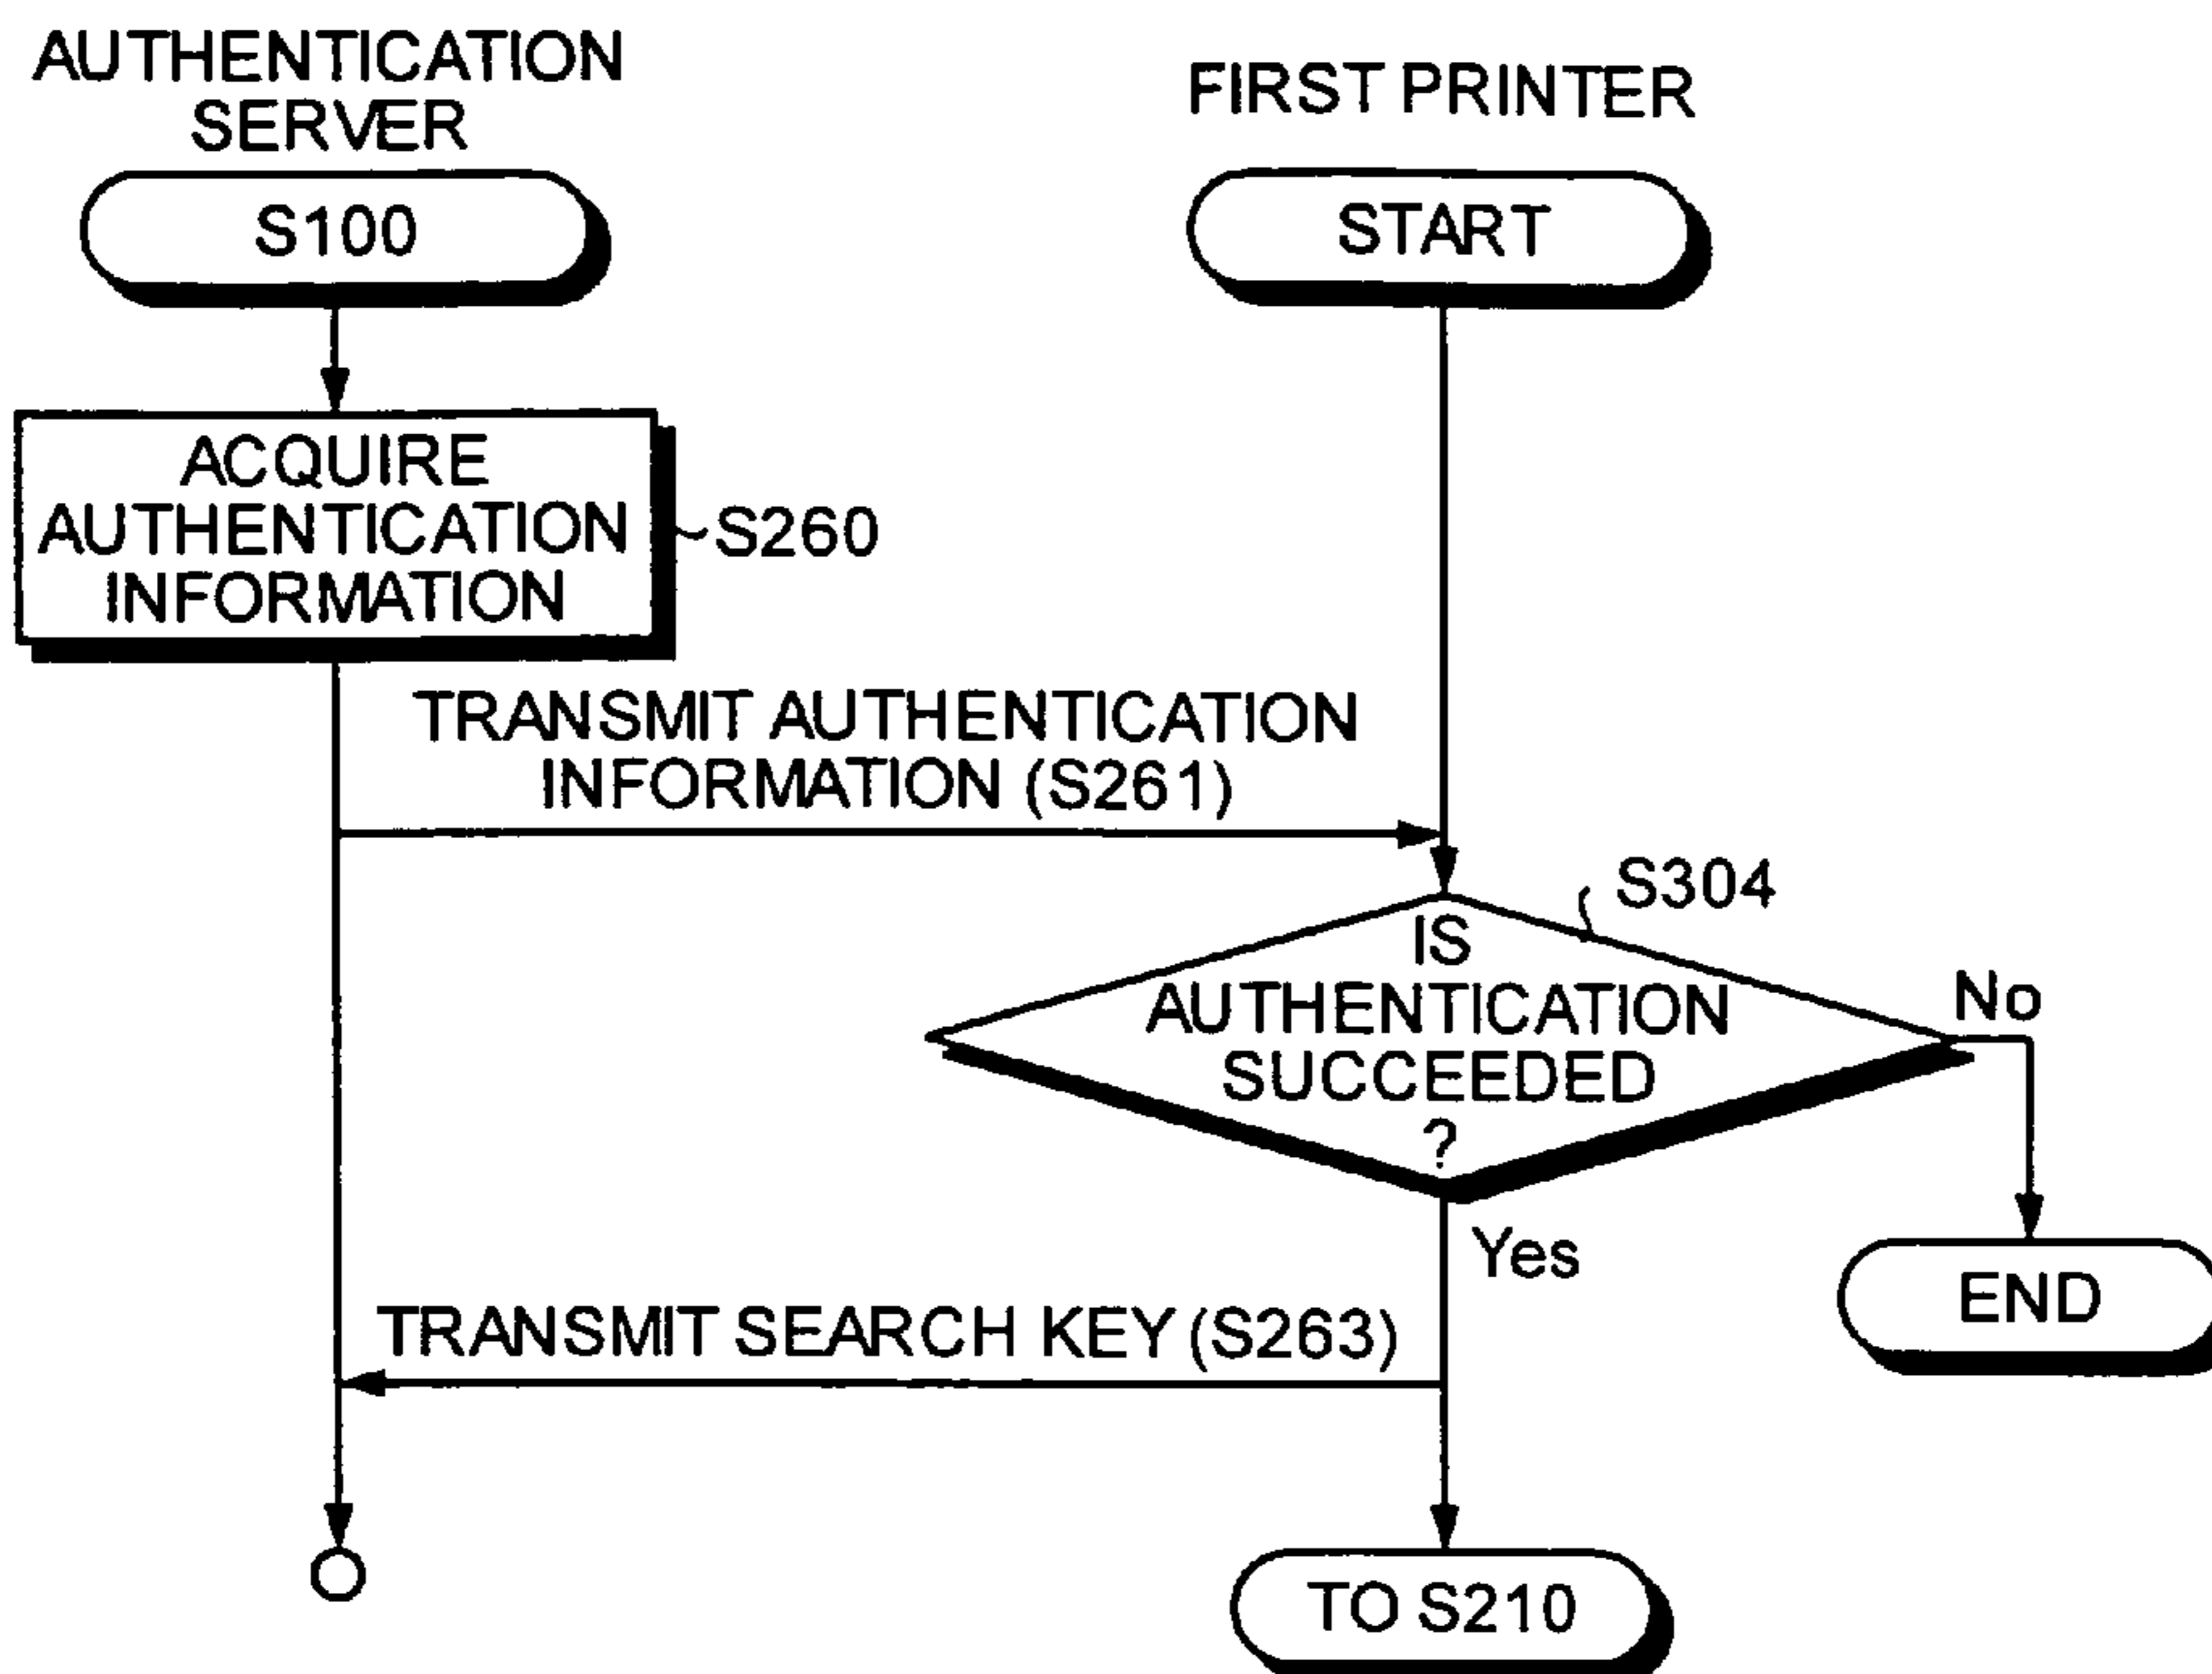 AUTHENTICATION
SERVER
FIRST PRINTER
S100
START
ACQUIRE
AUTHENTICATION
INFORMATION
S260
TRANSMIT AUTHENTICATION
INFORMATION (S261)
S304
IS
AUTHENTICATION
SUCCEEDED
?
No
Yes
END
TRANSMIT SEARCH KEY (S263)
TO S210